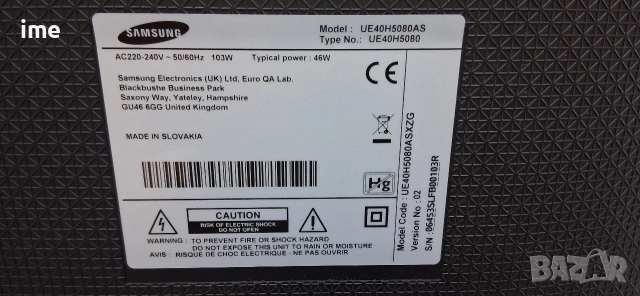 ime
SAMSUNG
Model : UE40H5080AS
Type No.: UE40H5080
AC220-240V ~ 50/60Hz 103W Typical power : 46W
Samsung Electronics (UK) Ltd, Euro QA Lab.
Blackbushe Business Park
Saxony Way, Yateley, Hampshire
GU46 6GG United Kingdom
MADE IN SLOVAKIA
CE
Hg
CAUTION
RISK OF ELECTRIC SHOCK
DO NOT OPEN
WARNING : TO PREVENT FIRE OR SHOCK HAZARD
DO NOT EXPOSE THIS UNIT TO RAIN OR MOISTURE
AVIS : RISQUE DE CHOC ELECTRIQUE - NE PAS OUVRIR
Model Code : UE40H5080ASXZG
Version No : 02
S/N : 06453SLFB00103R
BAZAR